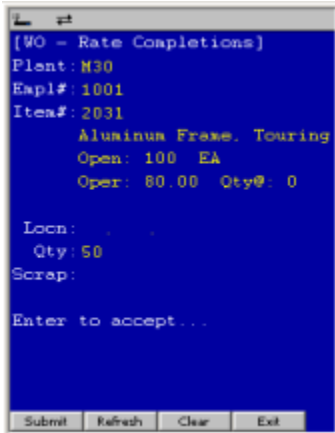 [WO - Rate Completions]
Plant: M30
Empl#: 1001
Item#: 2031
Aluminum Frame, Touring
Open: 100 EA
Oper: 80.00 Qty@: 0
Locn: . .
Qty: 50
Scrap:
Enter to accept...
Submit Refresh Clear Exit